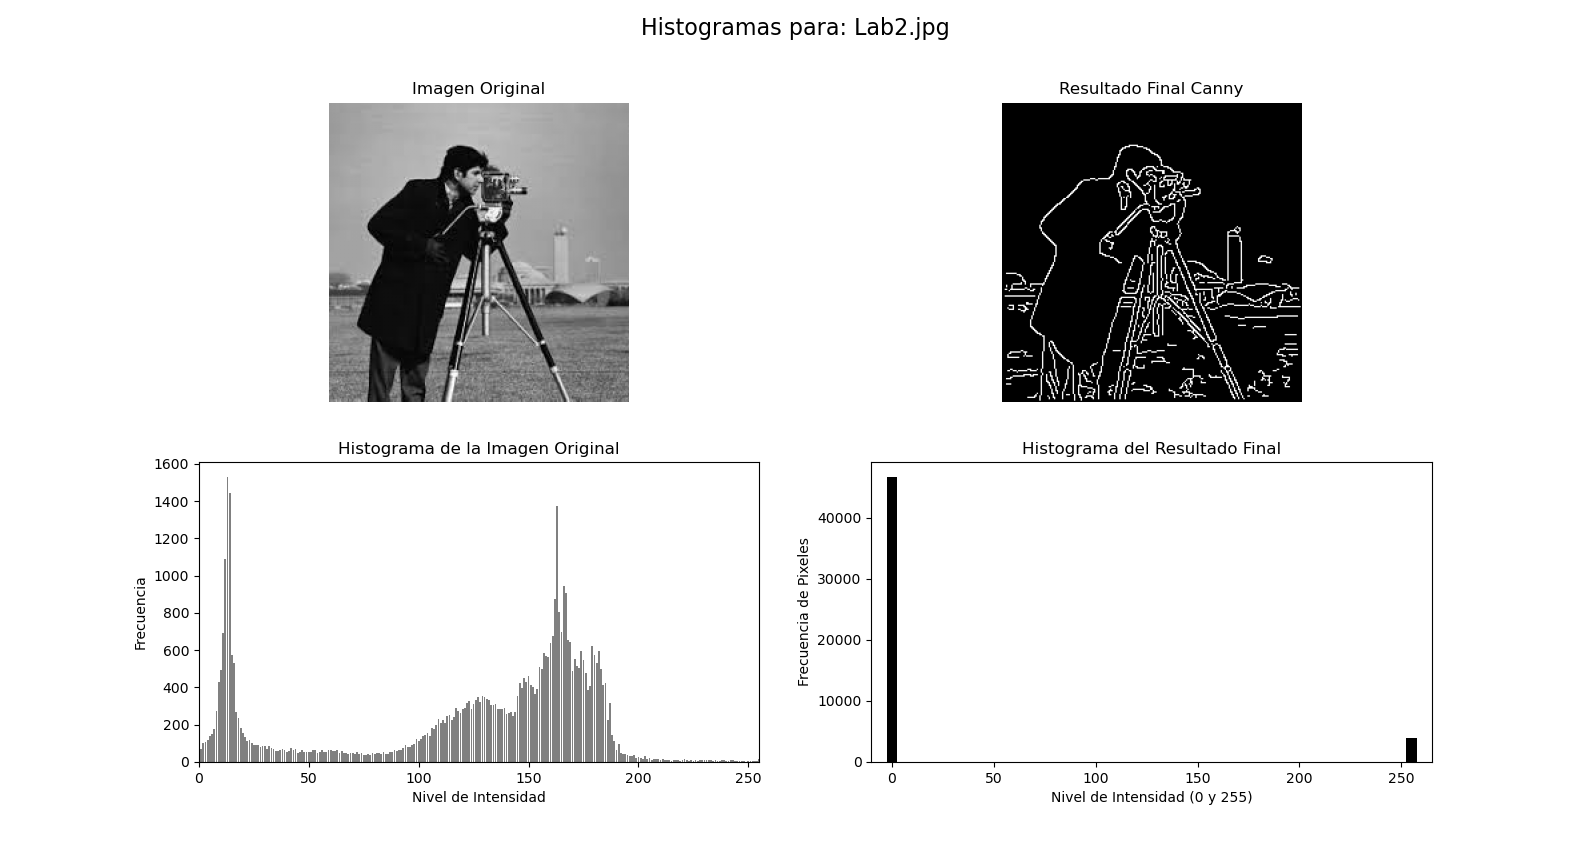 Histogramas para: Lab2.jpg
Imagen Original
Resultado Final Canny
Histograma de la Imagen Original
Frecuencia
1600
1400
1200
1000
800
600
400
200
0
0 50 100 150 200 250
Nivel de Intensidad
Histograma del Resultado Final
Frecuencia de Pixeles
40000
30000
20000
10000
0
0 50 100 150 200 250
Nivel de Intensidad (0 y 255)